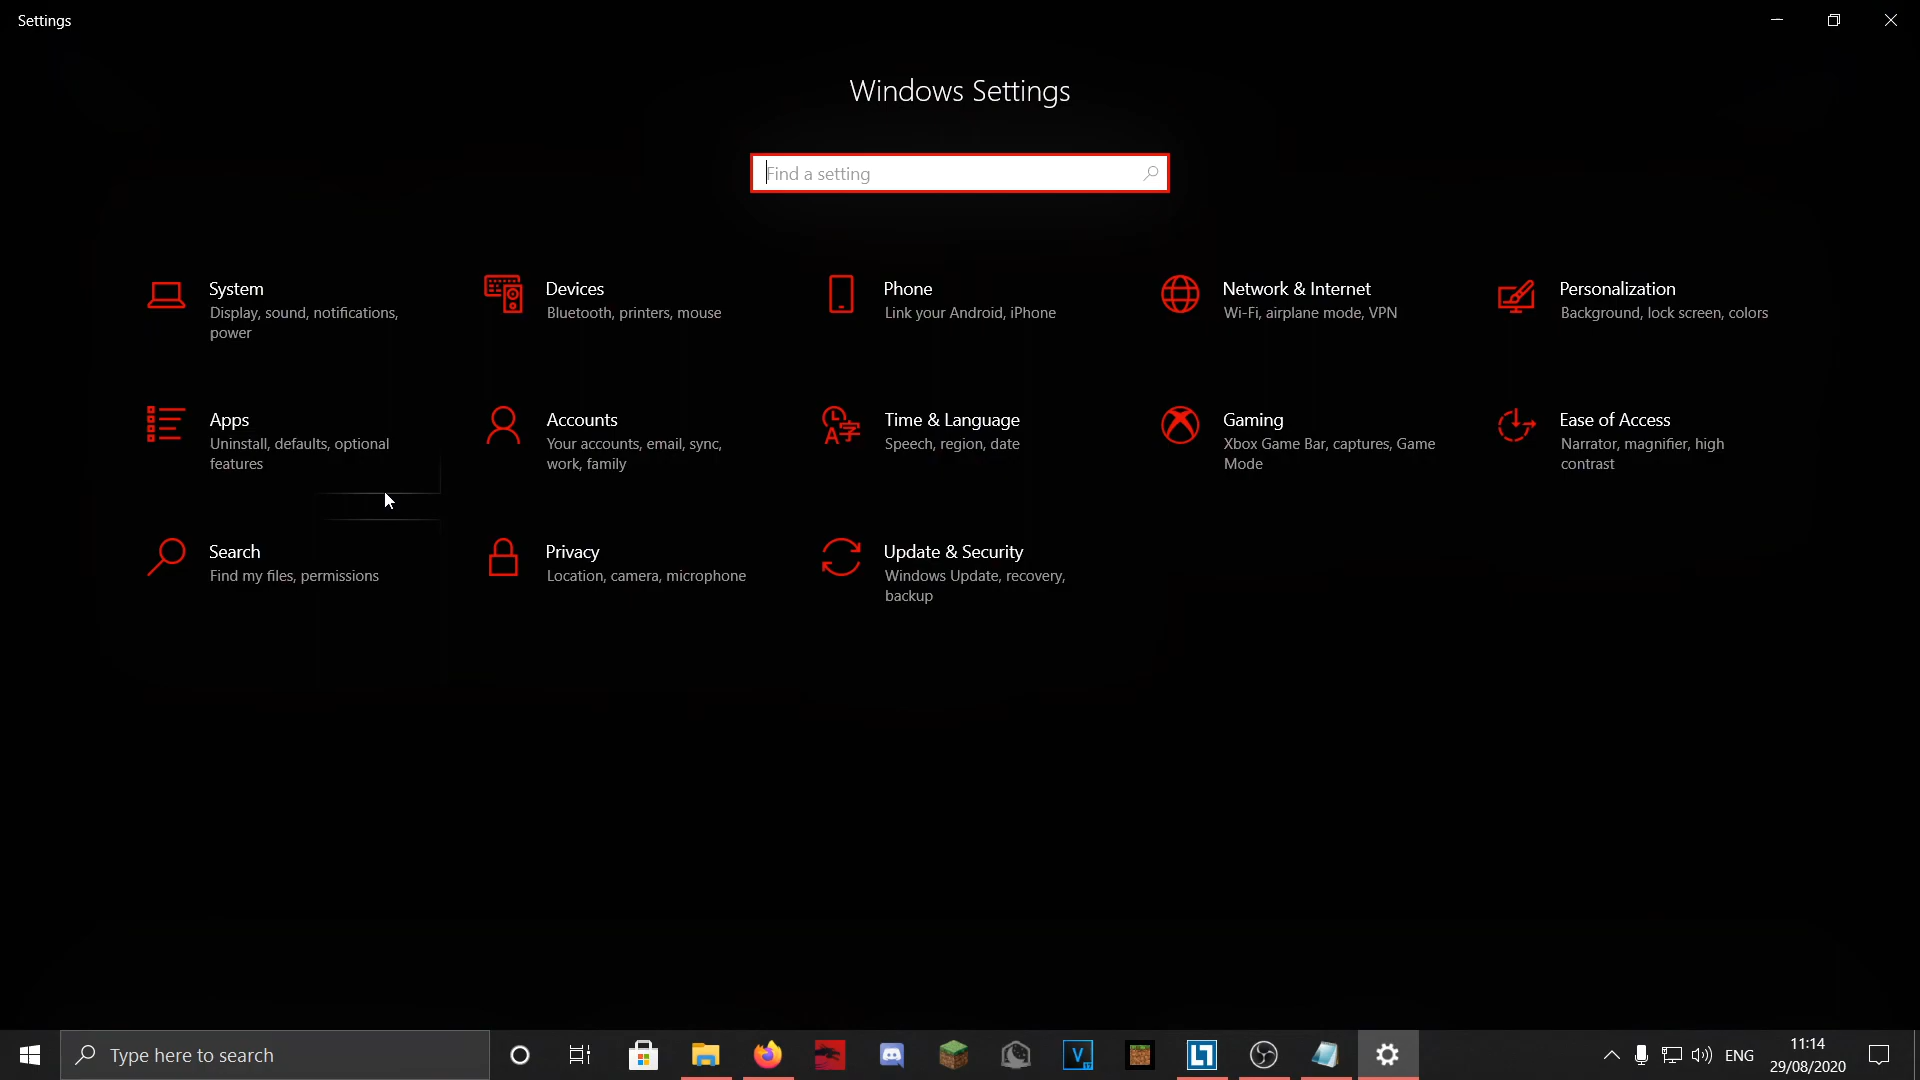 Settings
Windows Settings
Find a setting
System
Display, sound, notifications,
power
Devices
Bluetooth, printers, mouse
Phone
Link your Android, iPhone
Network & Internet
Wi-Fi, airplane mode, VPN
Personalization
Background, lock screen, colors
Apps
Uninstall, defaults, optional
features
Accounts
Your accounts, email, sync,
work, family
Time & Language
Speech, region, date
Gaming
Xbox Game Bar, captures, Game
Mode
Ease of Access
Narrator, magnifier, high
contrast
Search
Find my files, permissions
Privacy
Location, camera, microphone
Update & Security
Windows Update, recovery,
backup
Type here to search
ENG
11:14
29/08/2020